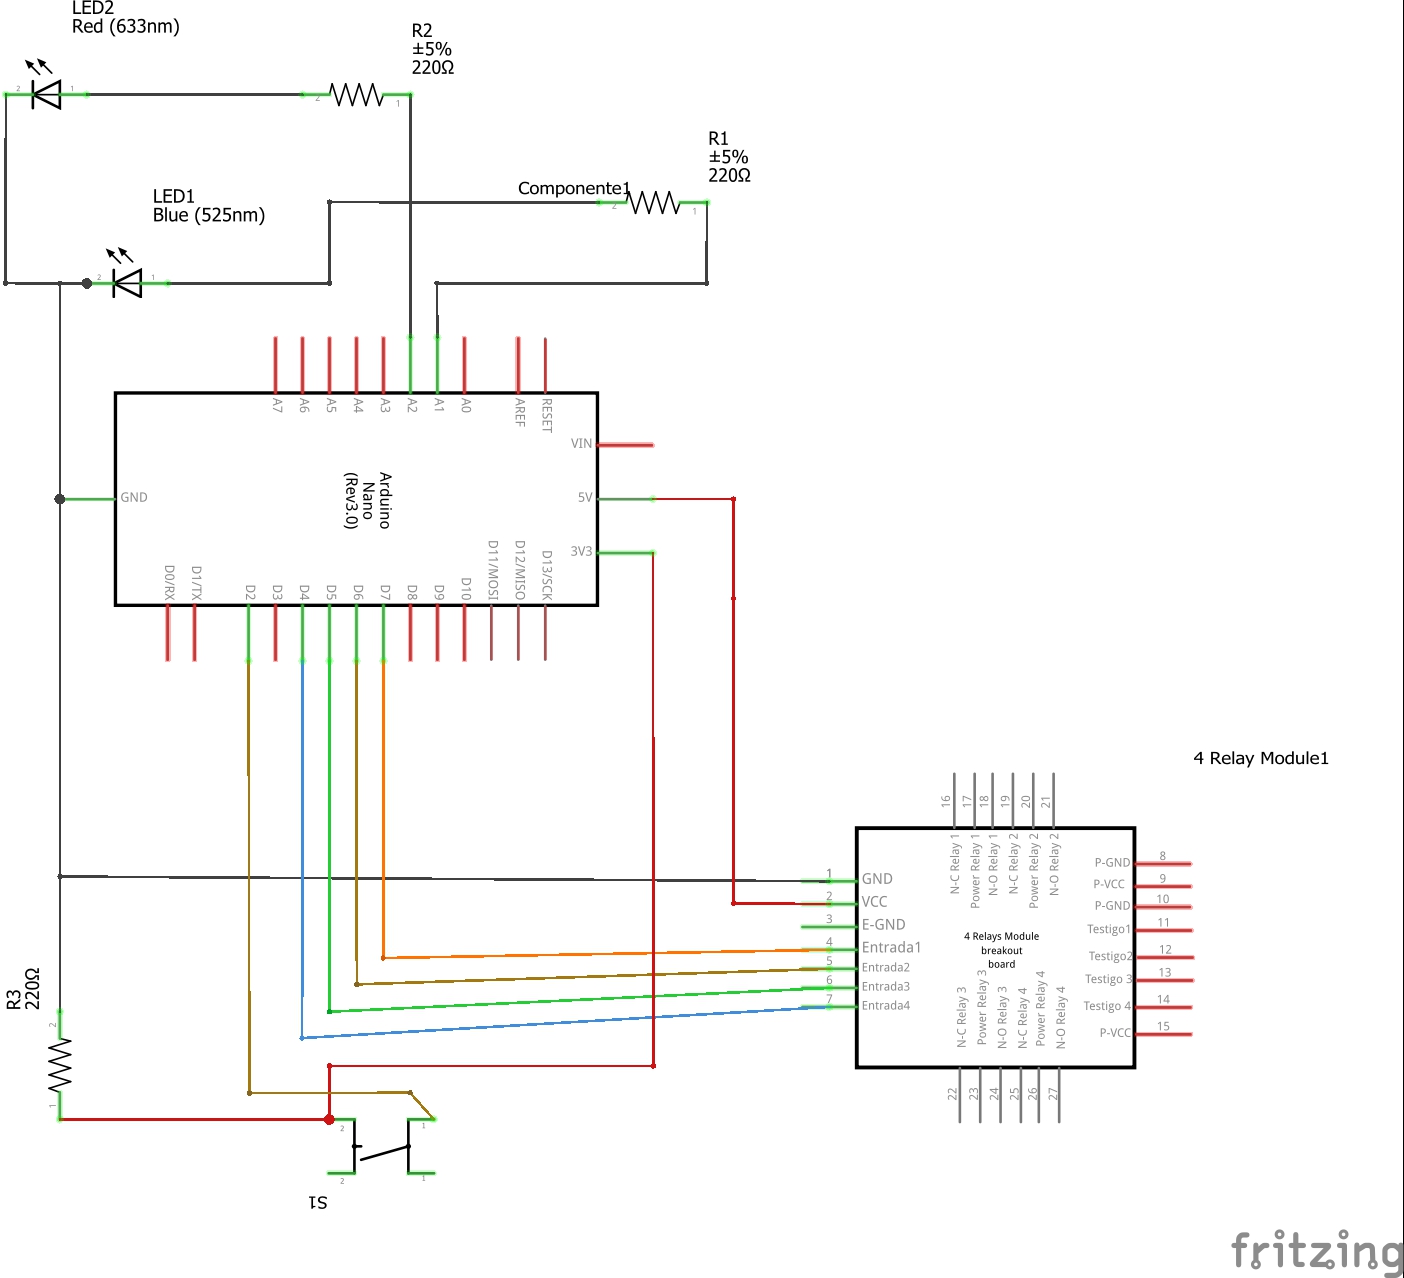 LED2
Red (633nm)
2
1
R2
±5%
220Ω
2
1
R1
±5%
220Ω
Componente1
2
1
LED1
Blue (525nm)
2
1
A7
A6
A5
A4
A3
A2
A1
A0
AREF
RESET
VIN
GND
5V
3V3
Arduino
Nano
(Rev3.0)
D0/RX
D1/TX
D2
D3
D4
D5
D6
D7
D8
D9
D10
D11/MOSI
D12/MISO
D13/SCK
4 Relay Module1
16
17
18
19
20
21
N-C Relay 1
Power Relay 1
N-O Relay 1
N-C Relay 2
Power Relay 2
N-O Relay 2
1
GND
2
VCC
3
E-GND
4
Entrada1
5
Entrada2
6
Entrada3
7
Entrada4
4 Relays Module
breakout
board
P-GND
8
P-VCC
9
P-GND
10
Testigo1
11
Testigo2
12
Testigo 3
13
Testigo 4
14
P-VCC
15
N-C Relay 3
Power Relay 3
N-O Relay 3
N-C Relay 4
Power Relay 4
N-O Relay 4
22
23
24
25
26
27
R3
220Ω
2
1
2
1
2
1
S1
fritzing